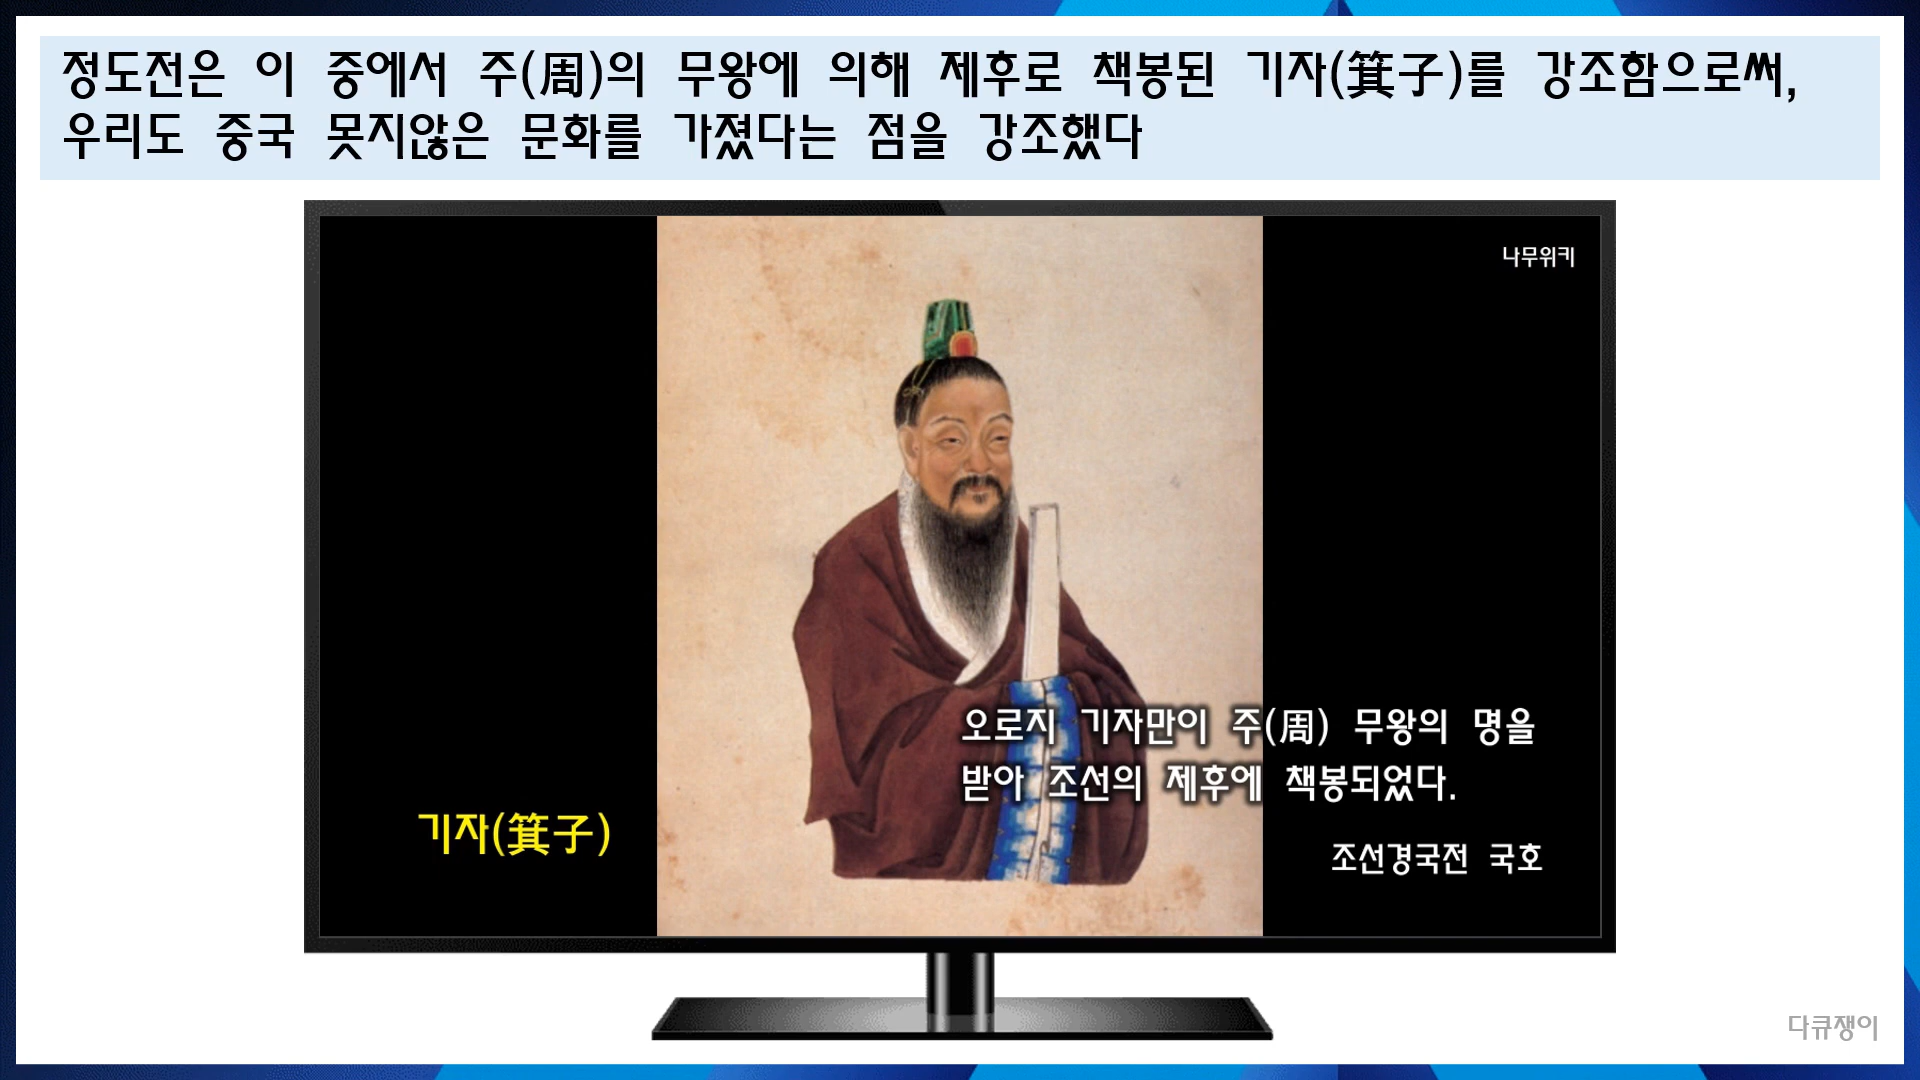 정도전은 이 중에서 주(周)의 무왕에 의해 제후로 책봉된 기자(箕子)를 강조함으로써,
우리도 중국 못지않은 문화를 가졌다는 점을 강조했다
나무위키
오로지 기자만이 주(周) 무왕의 명을
받아 조선의 제후에 책봉되었다.
기자(箕子)
조선경국전 국호
다큐쟁이